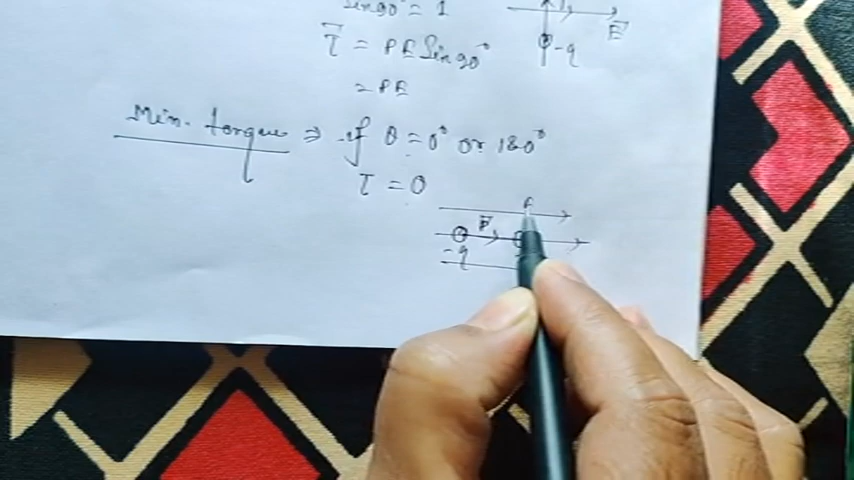 Sin90° = 1
E⃗
-q
τ⃗ = PE Sin90°
= PE
Min. torque ⇒ if θ = 0° or 180°
τ = 0
P⃗
-q